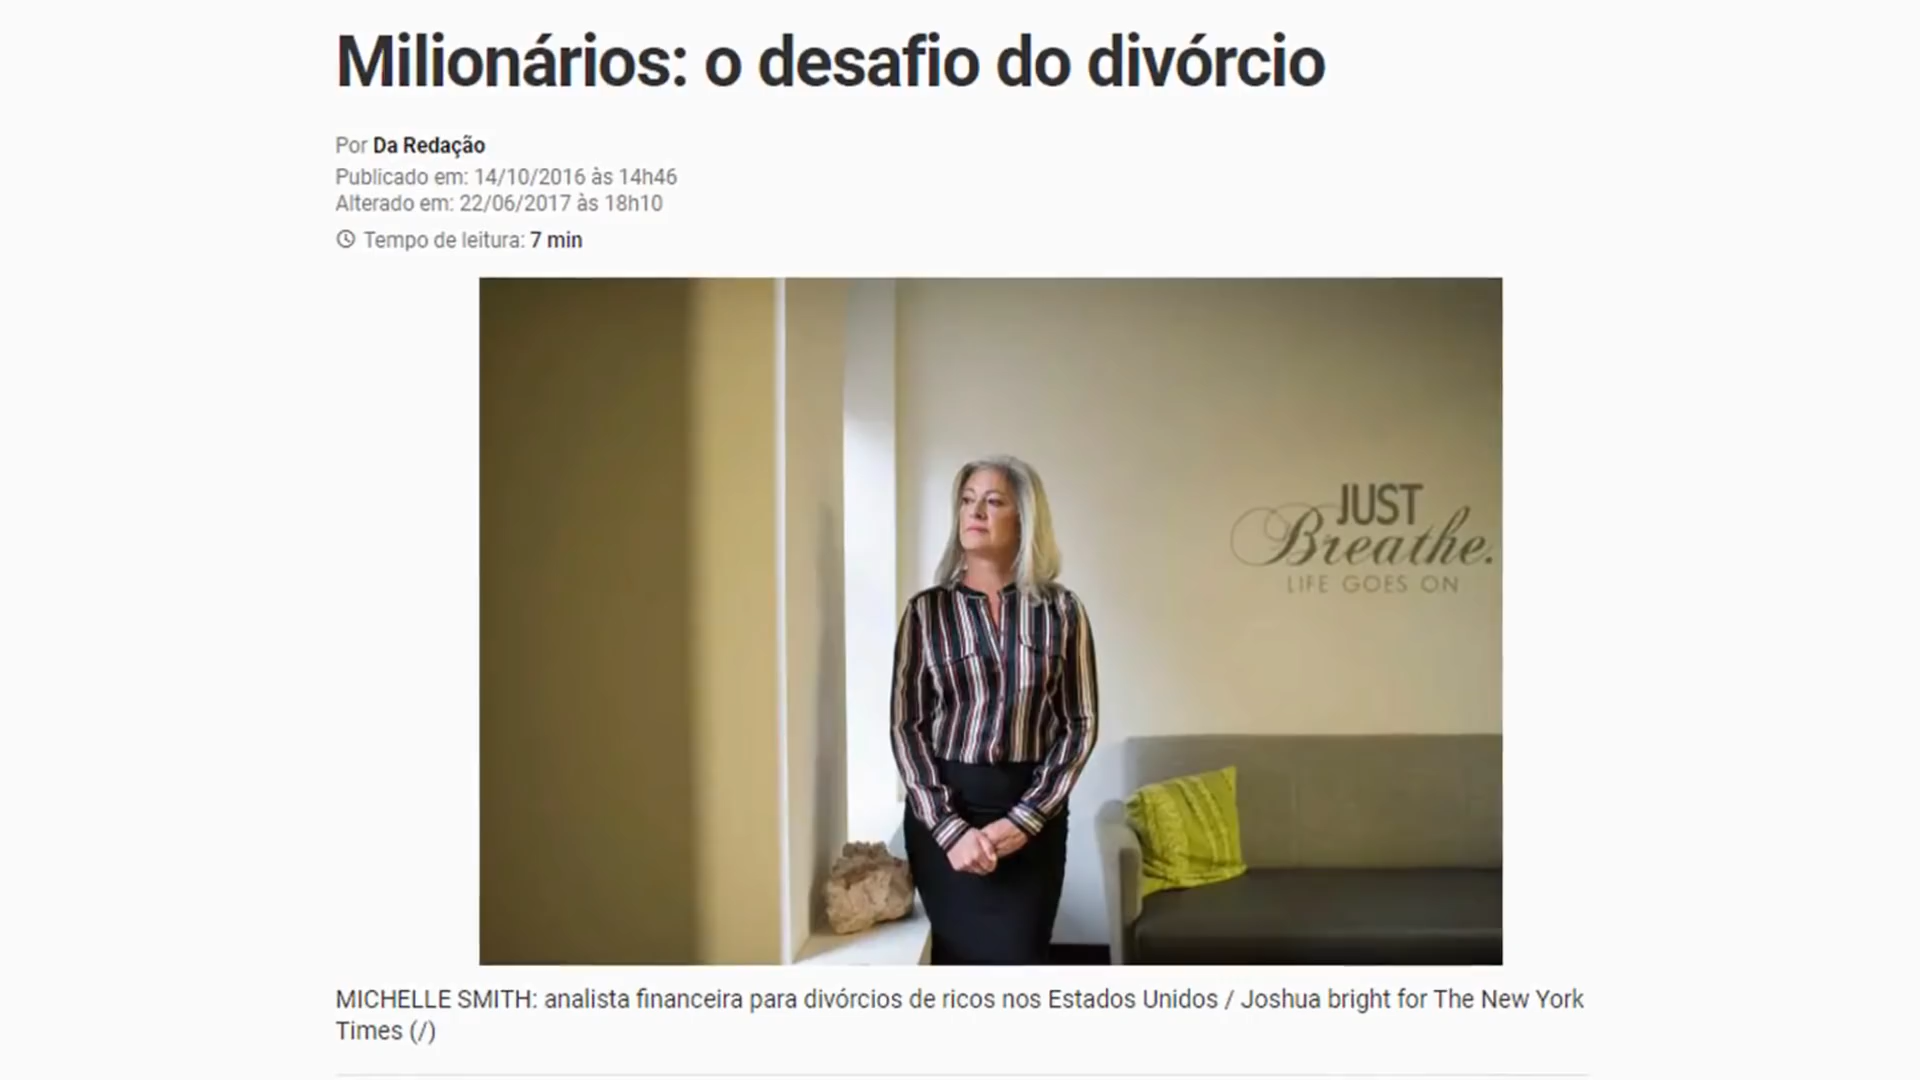 Milionários: o desafio do divórcio
Por Da Redação
Publicado em: 14/10/2016 às 14h46
Alterado em: 22/06/2017 às 18h10
Tempo de leitura: 7 min
JUST
Breathe.
LIFE GOES ON
MICHELLE SMITH: analista financeira para divórcios de ricos nos Estados Unidos / Joshua bright for The New York
Times (/)